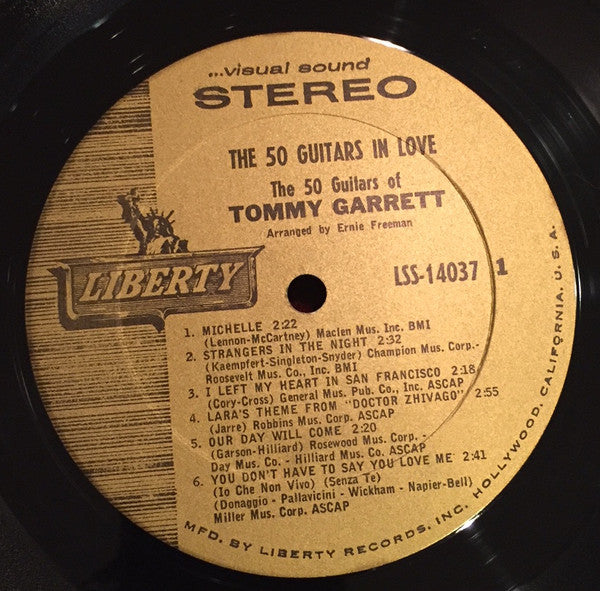 ...visual sound
STEREO
THE 50 GUITARS IN LOVE
The 50 Guitars of
TOMMY GARRETT
Arranged by Ernie Freeman
LIBERTY
LSS-14037 1
1. MICHELLE 2:22
(Lennon-McCartney) Maclen Mus. Inc. BMI
2. STRANGERS IN THE NIGHT 2:32
(Kaempfert-Singleton-Snyder) Champion Mus. Corp.-
Roosevelt Mus. Co., Inc. BMI
3. I LEFT MY HEART IN SAN FRANCISCO 2:18
(Cory-Cross) General Mus. Pub. Co., Inc. ASCAP
4. LARA'S THEME FROM "DOCTOR ZHIVAGO" 2:55
(Jarre) Robbins Mus. Corp. ASCAP
5. OUR DAY WILL COME 2:20
(Garson-Hilliard) Rosewood Mus. Corp. -
Day Mus. Co. - Hilliard Mus. Co. ASCAP
6. YOU DON'T HAVE TO SAY YOU LOVE ME 2:41
(Io Che Non Vivo) (Senza Te)
(Donaggio - Pallavicini - Wickham - Napier-Bell)
Miller Mus. Corp. ASCAP
MFD. BY LIBERTY RECORDS, INC. HOLLYWOOD, CALIFORNIA, U.S.A.